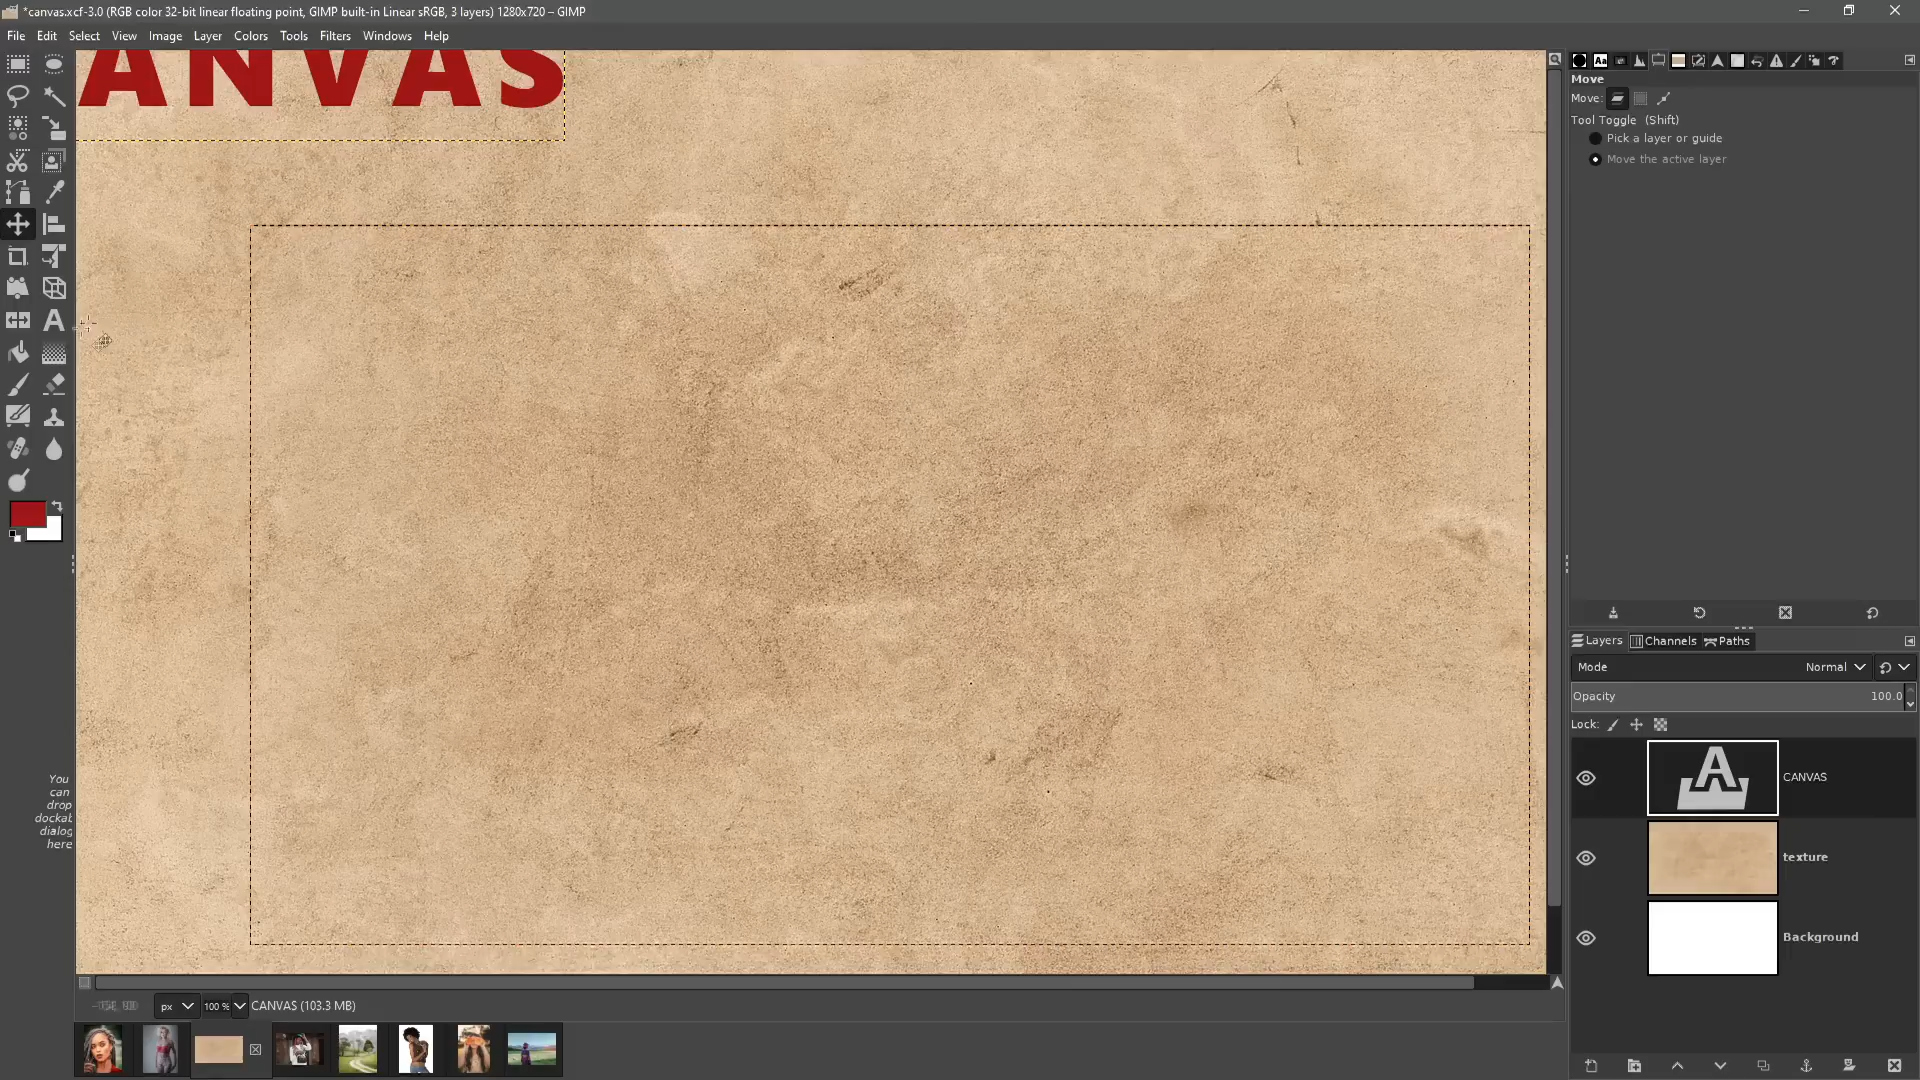 *canvas.xcf-3.0 (RGB color 32-bit linear floating point, GIMP built-in Linear sRGB, 3 layers) 1280x720 – GIMP
File Edit Select View Image Layer Colors Tools Filters Windows Help
ANVAS
Move
Move:
Tool Toggle (Shift)
Pick a layer or guide
Move the active layer
You
can
drop
dockab
dialog
here
Layers Channels Paths
Mode Normal
Opacity 100.0
Lock:
CANVAS
texture
Background
px 100 % CANVAS (103.3 MB)